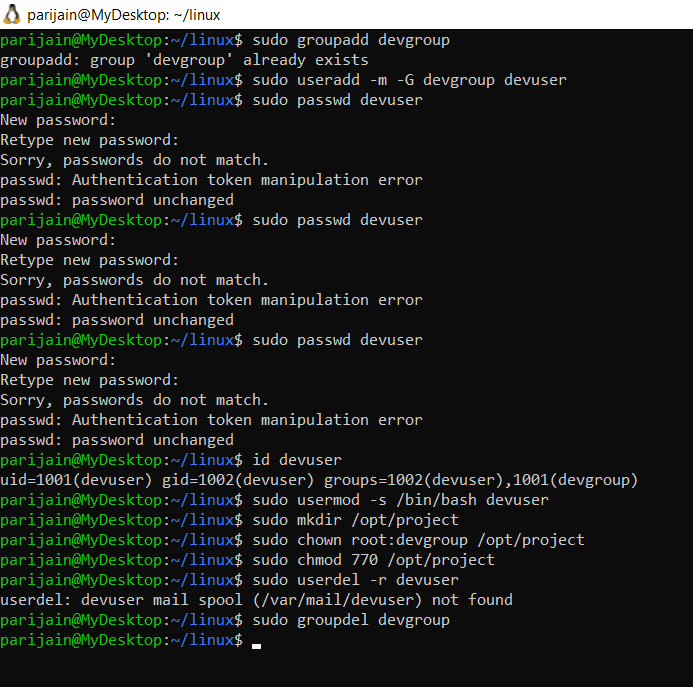 parijain@MyDesktop: ~/linux
parijain@MyDesktop:~/linux$ sudo groupadd devgroup
groupadd: group 'devgroup' already exists
parijain@MyDesktop:~/linux$ sudo useradd -m -G devgroup devuser
parijain@MyDesktop:~/linux$ sudo passwd devuser
New password:
Retype new password:
Sorry, passwords do not match.
passwd: Authentication token manipulation error
passwd: password unchanged
parijain@MyDesktop:~/linux$ sudo passwd devuser
New password:
Retype new password:
Sorry, passwords do not match.
passwd: Authentication token manipulation error
passwd: password unchanged
parijain@MyDesktop:~/linux$ sudo passwd devuser
New password:
Retype new password:
Sorry, passwords do not match.
passwd: Authentication token manipulation error
passwd: password unchanged
parijain@MyDesktop:~/linux$ id devuser
uid=1001(devuser) gid=1002(devuser) groups=1002(devuser),1001(devgroup)
parijain@MyDesktop:~/linux$ sudo usermod -s /bin/bash devuser
parijain@MyDesktop:~/linux$ sudo mkdir /opt/project
parijain@MyDesktop:~/linux$ sudo chown root:devgroup /opt/project
parijain@MyDesktop:~/linux$ sudo chmod 770 /opt/project
parijain@MyDesktop:~/linux$ sudo userdel -r devuser
userdel: devuser mail spool (/var/mail/devuser) not found
parijain@MyDesktop:~/linux$ sudo groupdel devgroup
parijain@MyDesktop:~/linux$